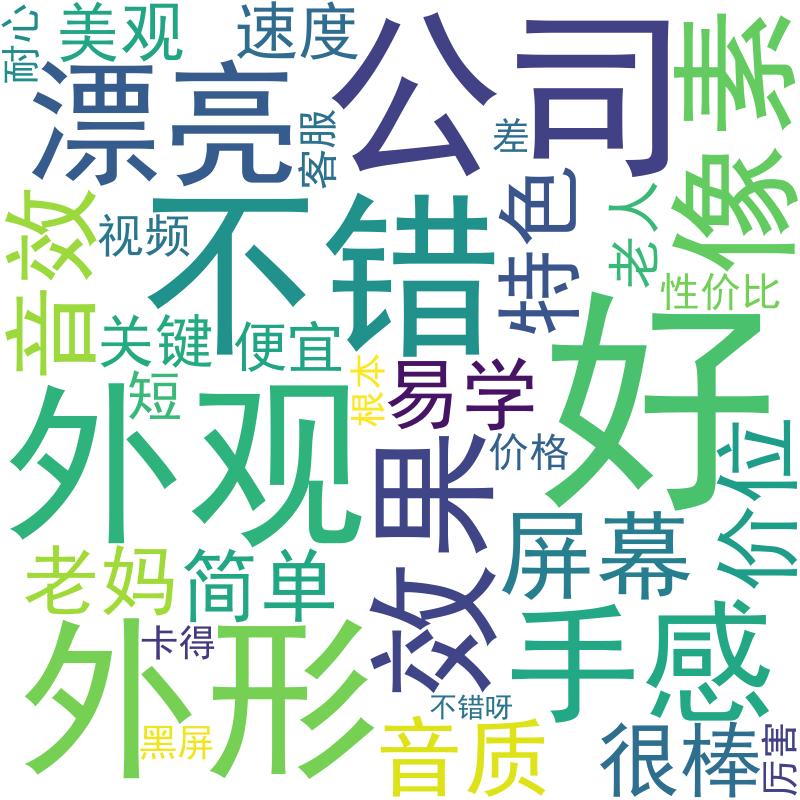 耐心
美观
速度
公司
像素
漂亮
客服
差
音效
视频
不错
特色
老人
性价比
关键
便宜
好
短
根本
易学
外观
效果
价格
价位
老妈
简单
屏幕
外形
卡得
手感
不错呀
黑屏
音质
很棒
厉害